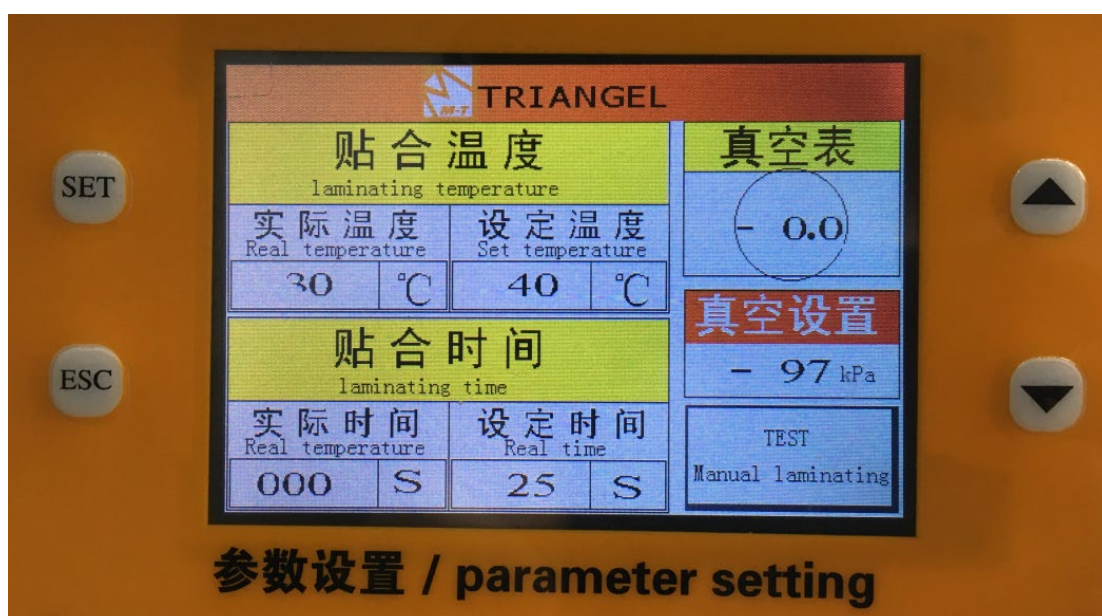 M-T TRIANGEL
贴合温度
laminating temperature
实际温度 设定温度
Real temperature Set temperature
30 ℃ 40 ℃
贴合时间
laminating time
实际时间 设定时间
Real temperature Real time
000 S 25 S
真空表
- 0.0
真空设置
- 97 kPa
TEST
Manual laminating
SET
ESC
参数设置 / parameter setting